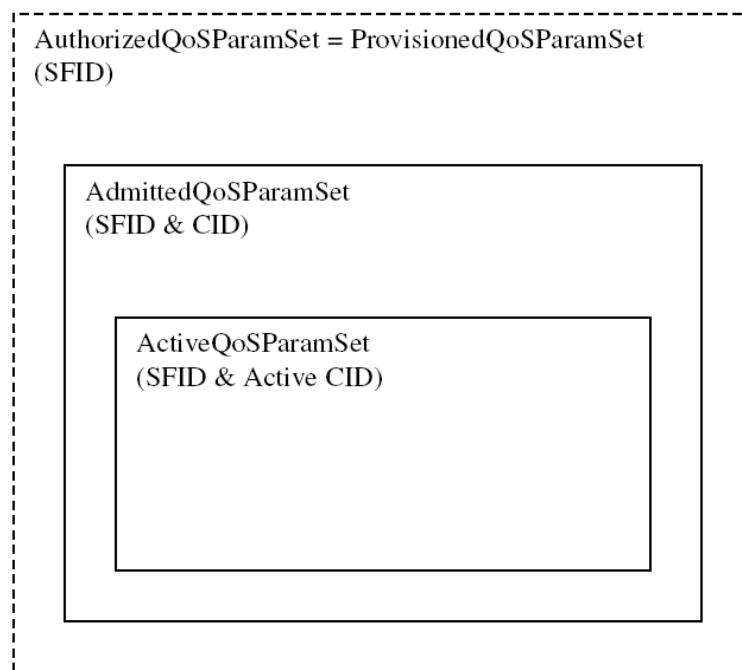 AuthorizedQoSParamSet = ProvisionedQoSParamSet
(SFID)
AdmittedQoSParamSet
(SFID & CID)
ActiveQoSParamSet
(SFID & Active CID)